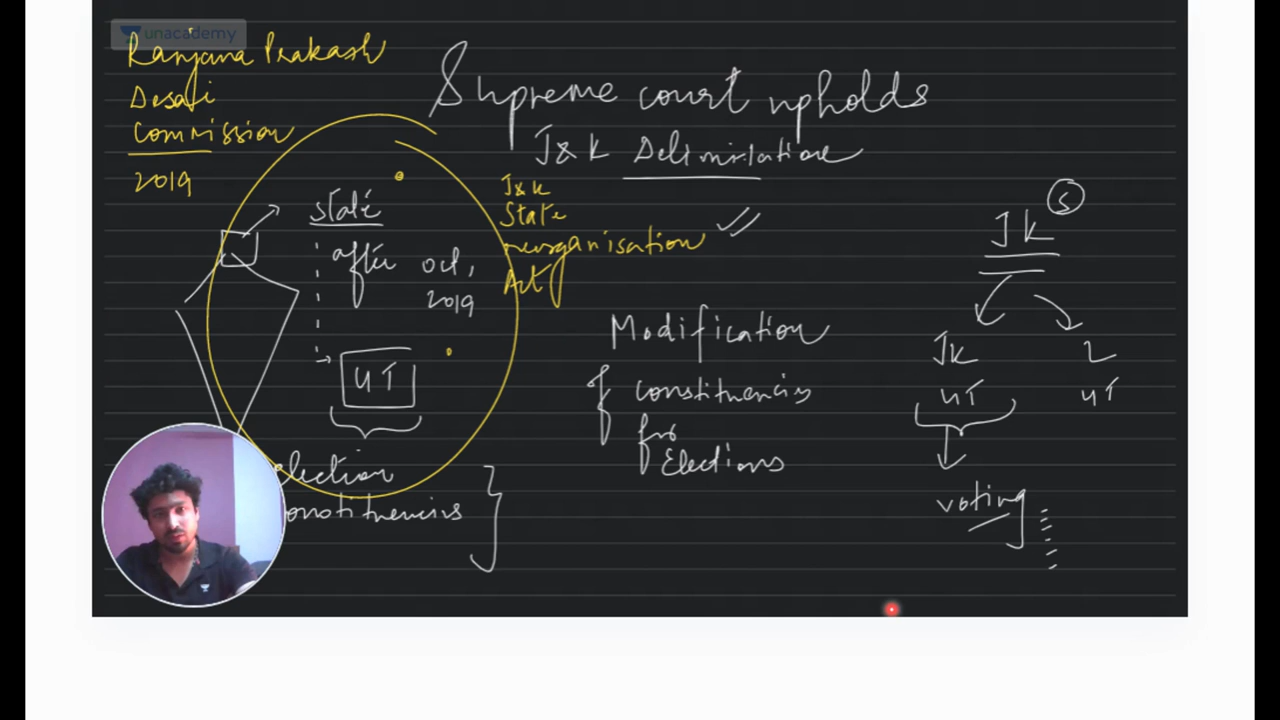 unacademy
Ranjana Prakash
Desai
Commission
2019
Supreme court upholds
J&K Delimitation
state
after oct,
2019
UT
election
constituencies
J&K
State
reorganisation
Act
Modification
of constituencies
for
Elections
JK S
JK L
UT UT
voting